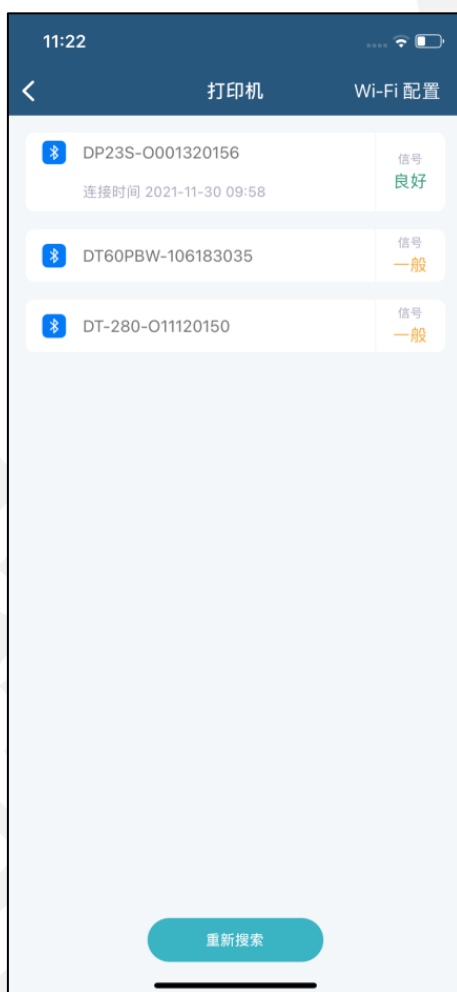 11:22
打印机
Wi-Fi 配置
DP23S-O001320156
连接时间 2021-11-30 09:58
信号
良好
DT60PBW-106183035
信号
一般
DT-280-O11120150
信号
一般
重新搜索